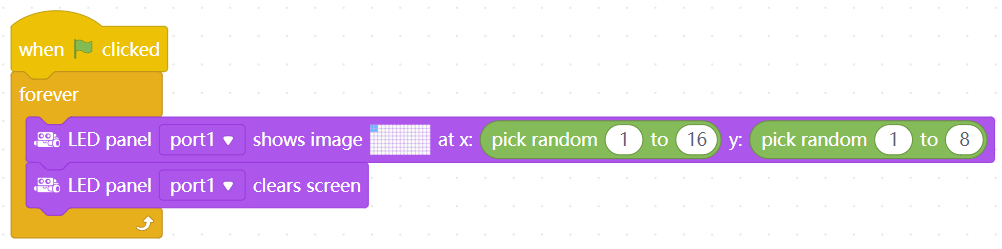 when clicked
forever
LED panel port1 shows image at x: pick random 1 to 16 y: pick random 1 to 8
LED panel port1 clears screen